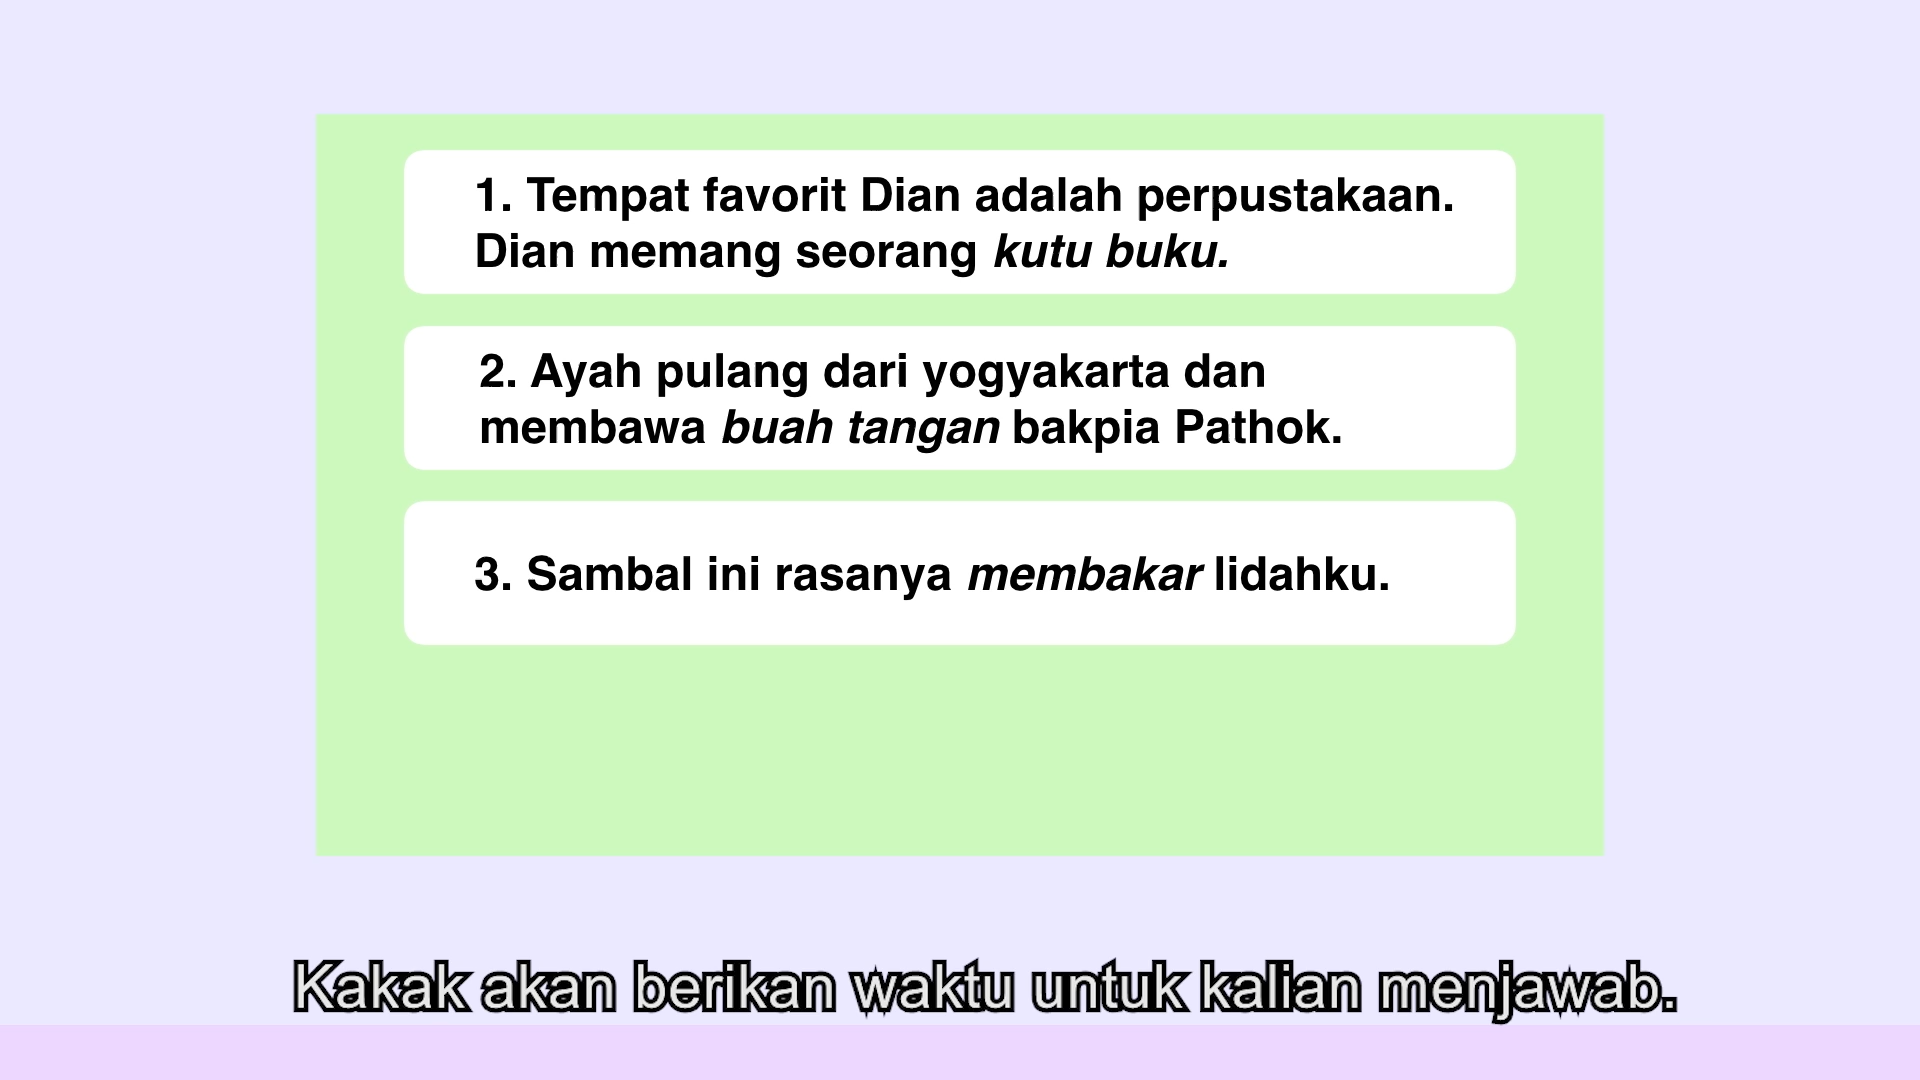 1. Tempat favorit Dian adalah perpustakaan.
Dian memang seorang kutu buku.
2. Ayah pulang dari yogyakarta dan
membawa buah tangan bakpia Pathok.
3. Sambal ini rasanya membakar lidahku.
Kakak akan berikan waktu untuk kalian menjawab.